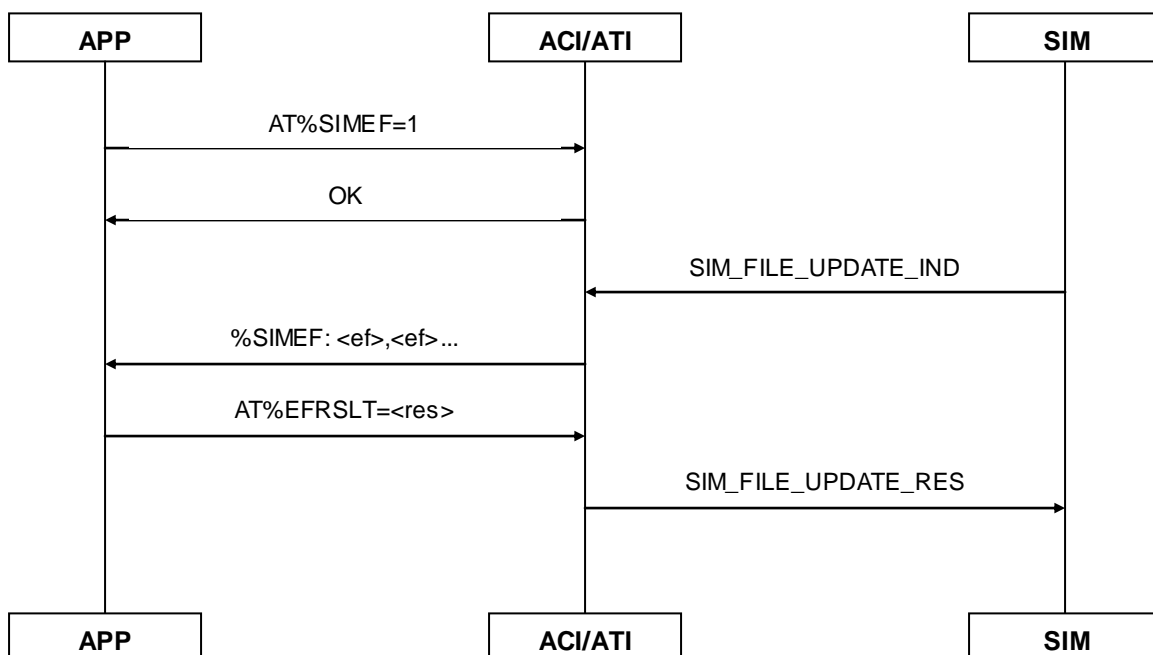 APP ACI/ATI SIM
AT%SIMEF=1
OK
SIM_FILE_UPDATE_IND
%SIMEF: <ef>,<ef>...
AT%EFRSLT=<res>
SIM_FILE_UPDATE_RES
APP ACI/ATI SIM